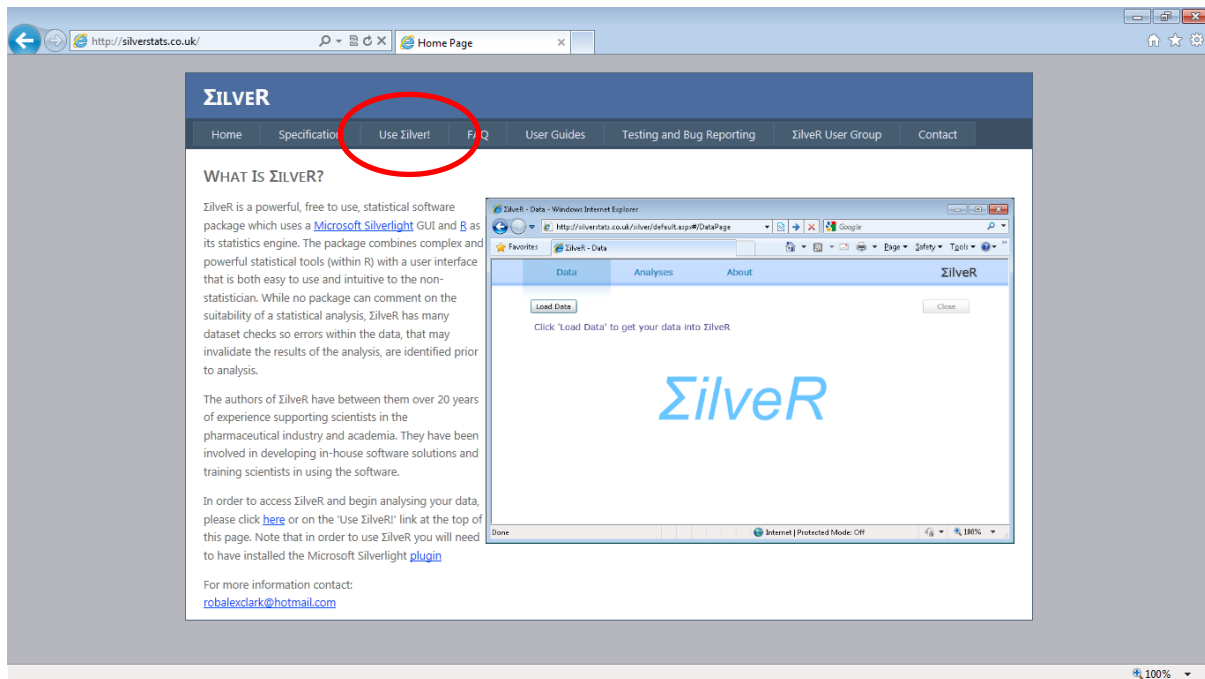 http://silverstats.co.uk/
Home Page
ΣILVER
Home Specification Use Σilver! FAQ User Guides Testing and Bug Reporting ΣilveR User Group Contact
WHAT IS ΣILVER?
ΣilveR is a powerful, free to use, statistical software
package which uses a Microsoft Silverlight GUI and R as
its statistics engine. The package combines complex and
powerful statistical tools (within R) with a user interface
that is both easy to use and intuitive to the non-
statistician. While no package can comment on the
suitability of a statistical analysis, ΣilveR has many
dataset checks so errors within the data, that may
invalidate the results of the analysis, are identified prior
to analysis.
The authors of ΣilveR have between them over 20 years
of experience supporting scientists in the
pharmaceutical industry and academia. They have been
involved in developing in-house software solutions and
training scientists in using the software.
In order to access ΣilveR and begin analysing your data,
please click here or on the 'Use ΣilveR!' link at the top of
this page. Note that in order to use ΣilveR you will need
to have installed the Microsoft Silverlight plugin
For more information contact:
robalexclark@hotmail.com
ΣilveR - Data - Windows Internet Explorer
http://silverstats.co.uk/silver/default.aspx#/DataPage
Google
Favorites ΣilveR - Data Page Safety Tools
Data Analyses About ΣilveR
Load Data Close
Click 'Load Data' to get your data into ΣilveR
ΣilveR
Done Internet | Protected Mode: Off 180%
100%